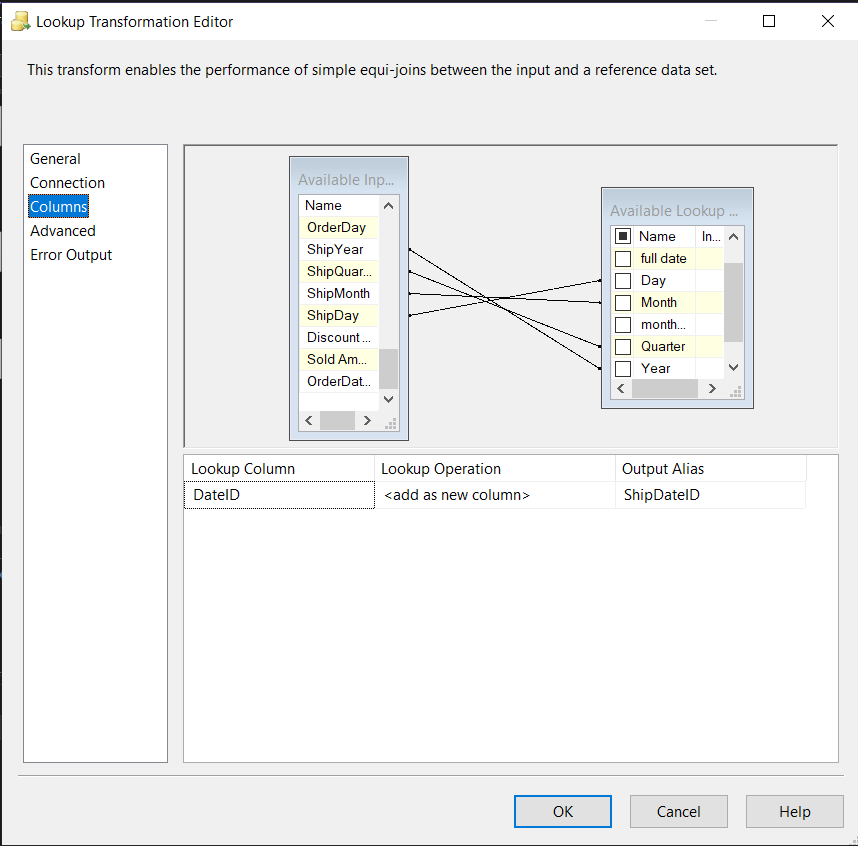 Lookup Transformation Editor
This transform enables the performance of simple equi-joins between the input and a reference data set.
General
Connection
Columns
Advanced
Error Output
Available Inp...
Name
OrderDay
ShipYear
ShipQuar...
ShipMonth
ShipDay
Discount ...
Sold Am...
OrderDat...
Available Lookup ...
Name In...
full date
Day
Month
month...
Quarter
Year
Lookup Column Lookup Operation Output Alias
DateID <add as new column> ShipDateID
OK Cancel Help